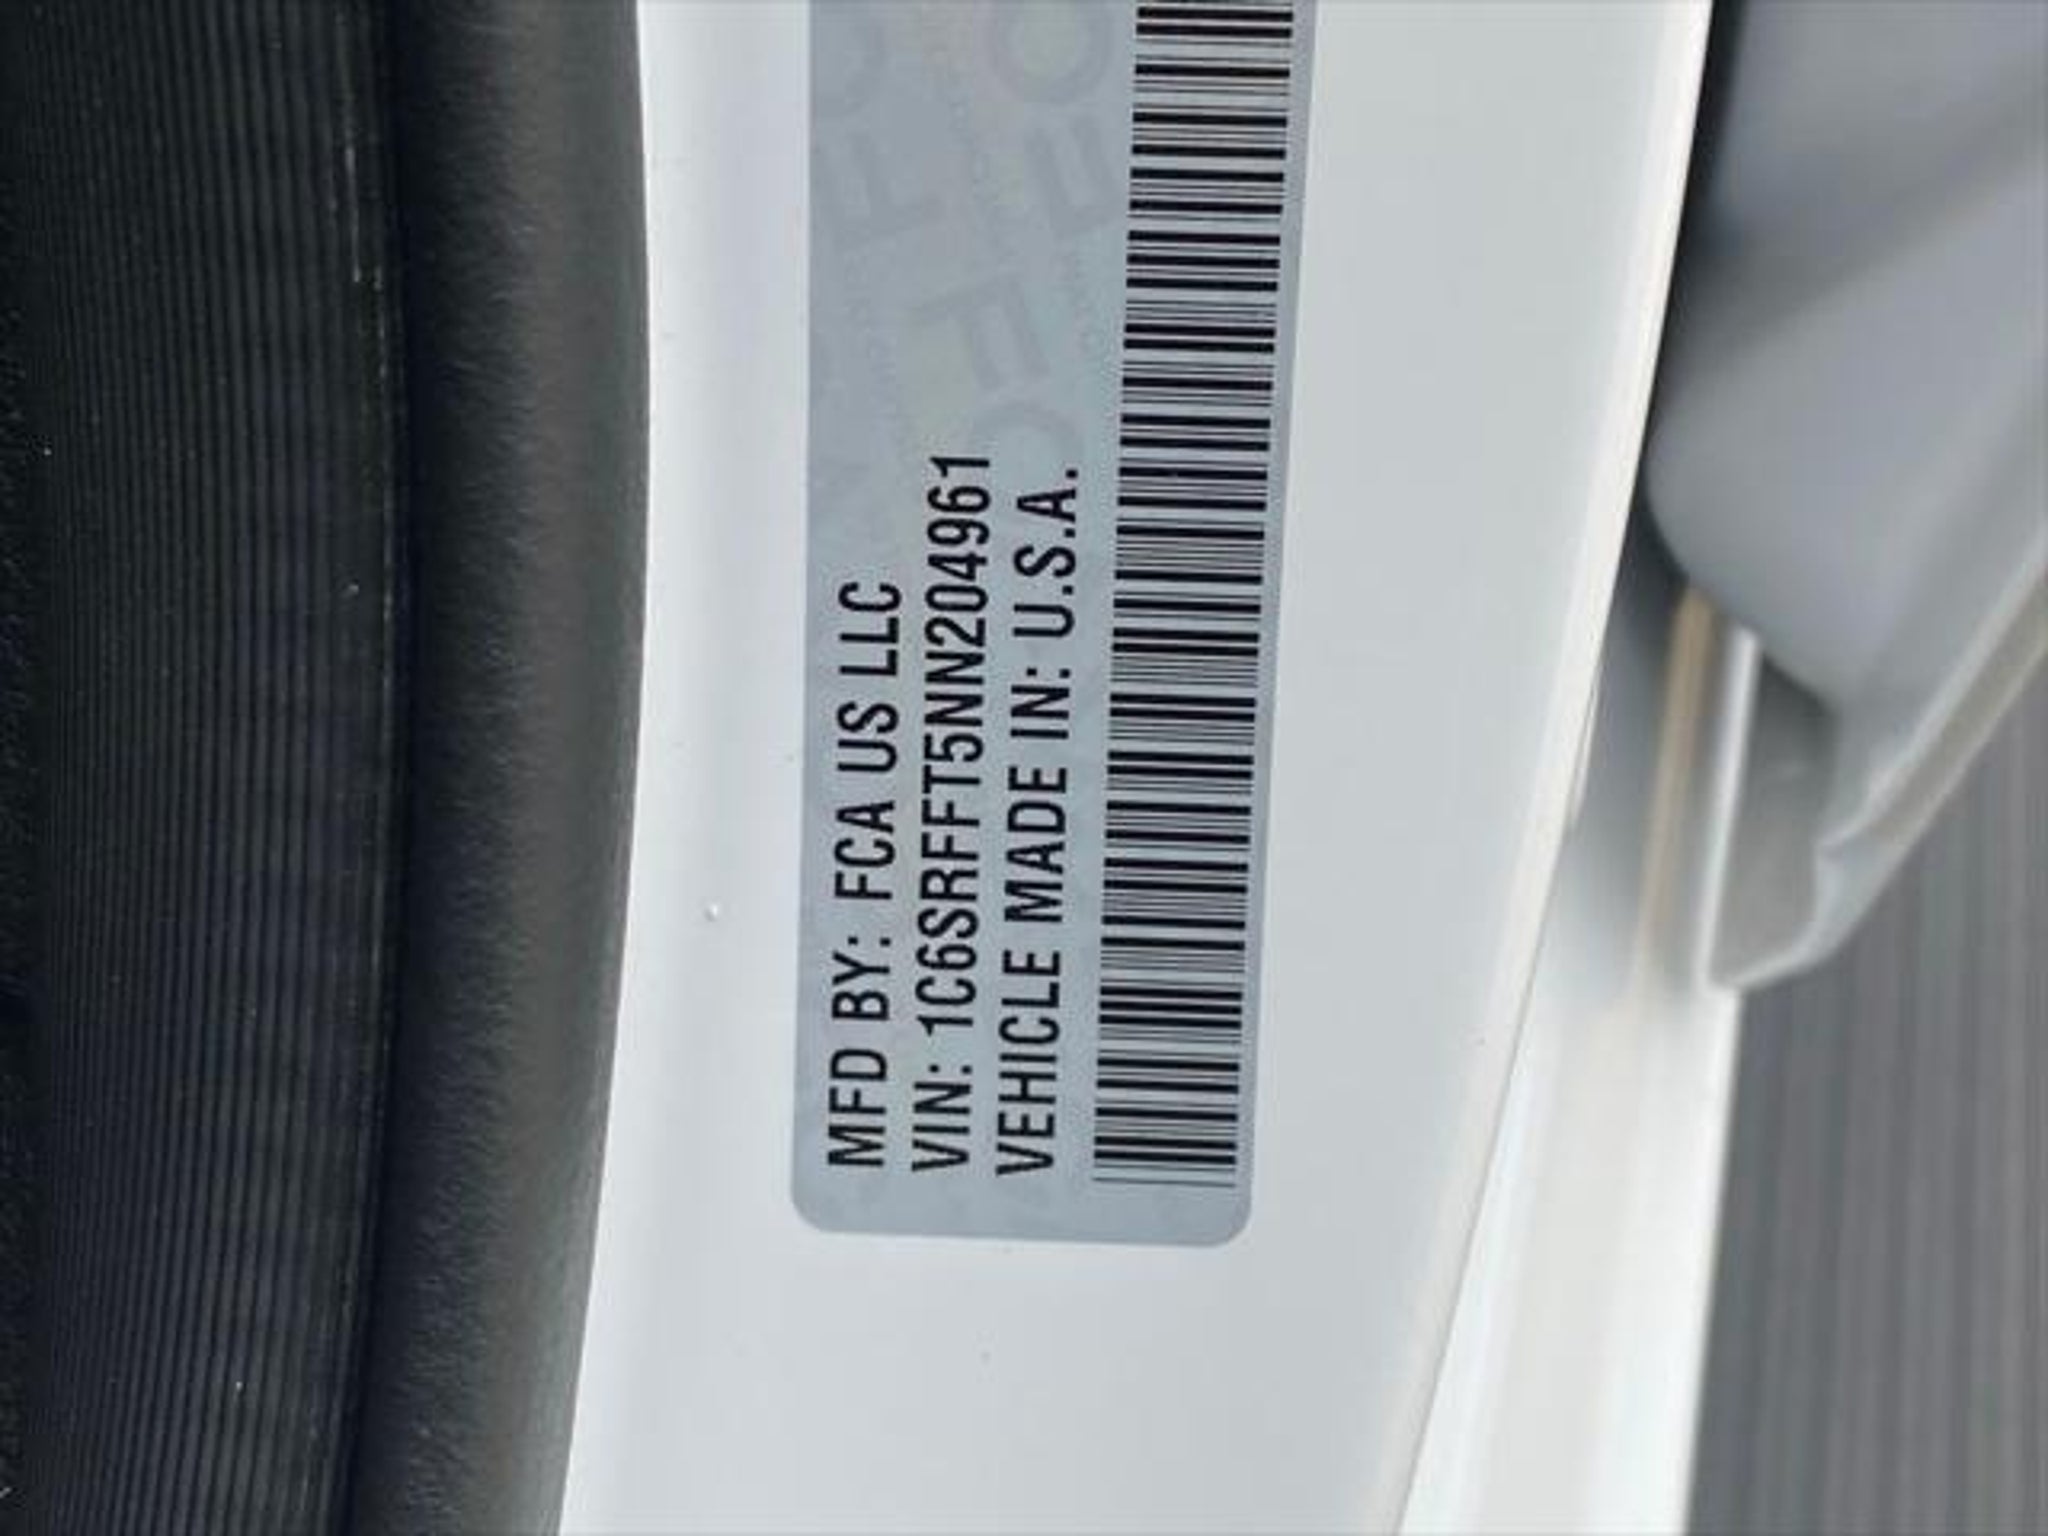 MFD BY: FCA US LLC
VIN: 1C6SRFFT5NN204961
VEHICLE MADE IN: U.S.A.